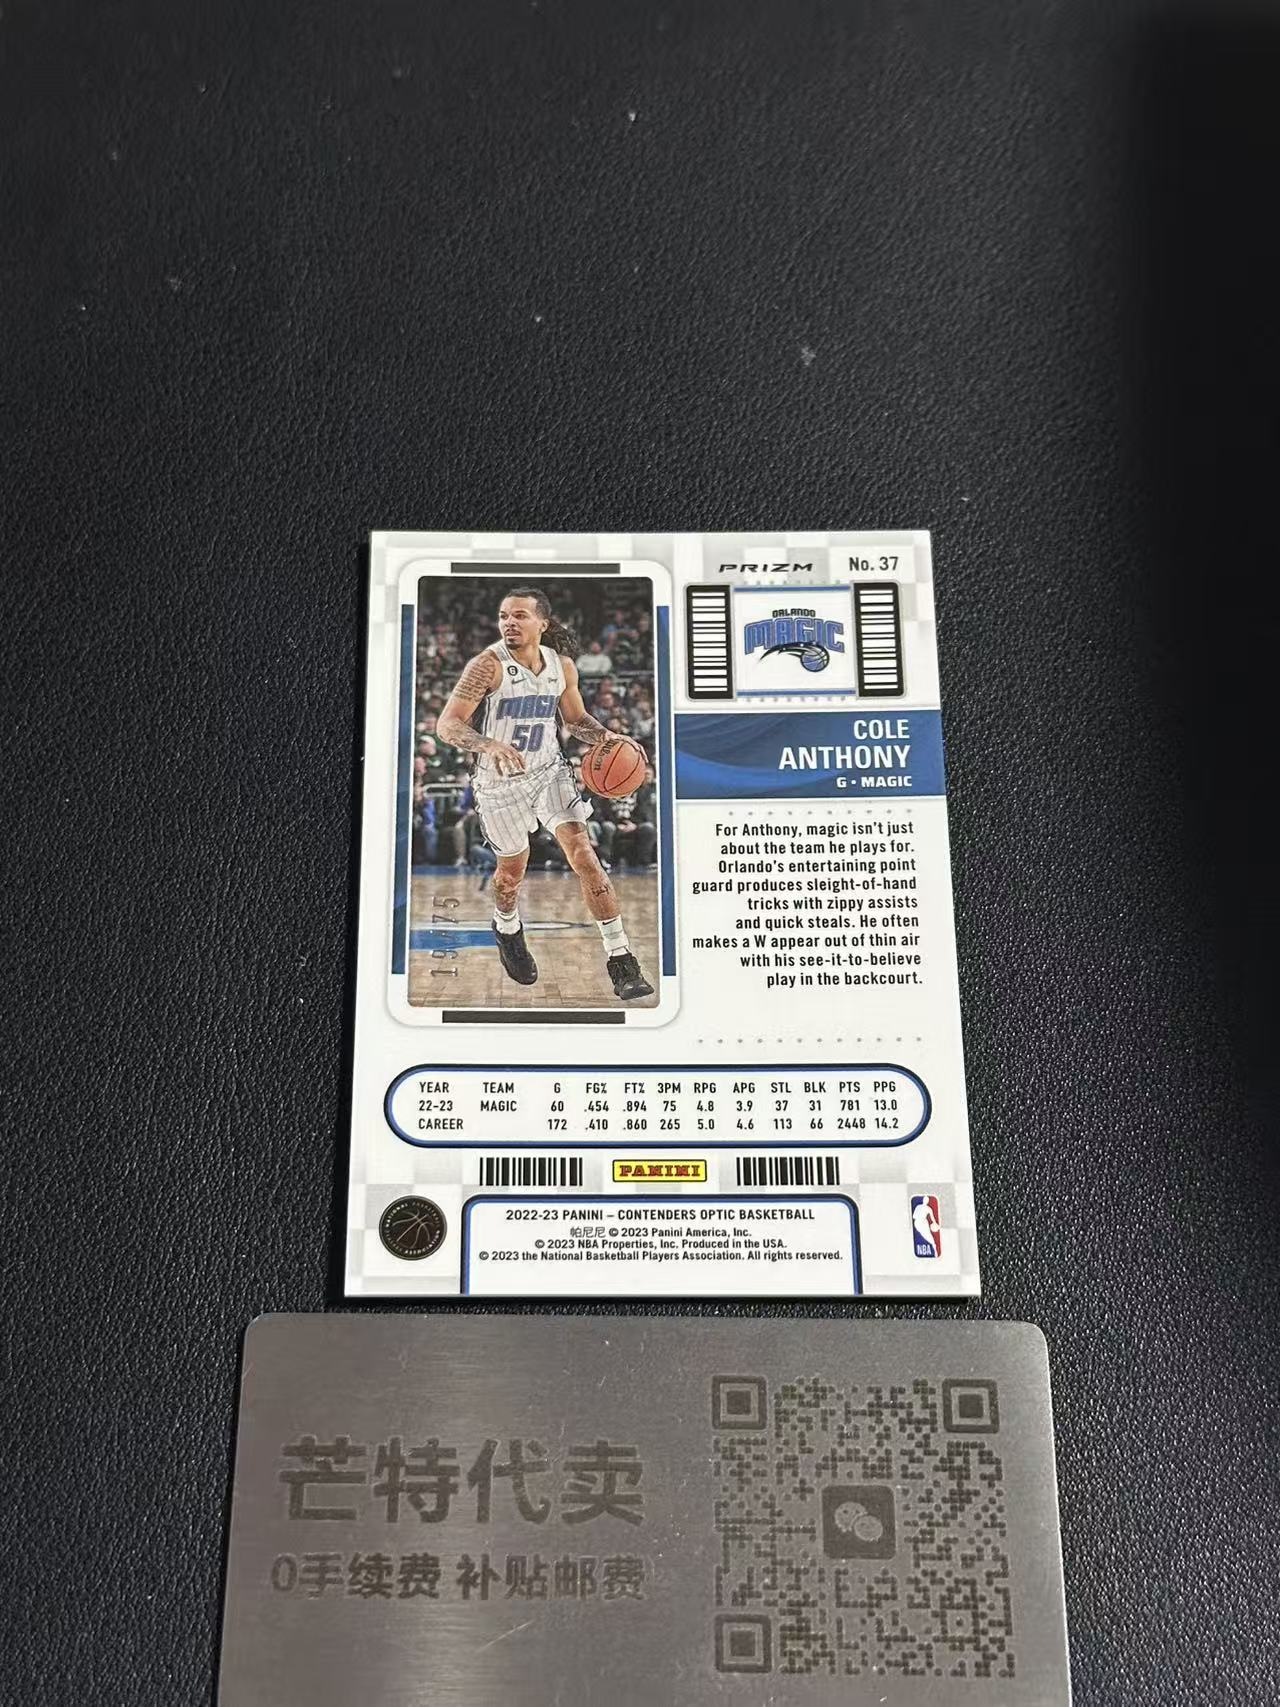 PRIZM No. 37
ORLANDO
MAGIC
COLE
ANTHONY
G • MAGIC
MAGIC
50
6
19/75
For Anthony, magic isn't just
about the team he plays for.
Orlando's entertaining point
guard produces sleight-of-hand
tricks with zippy assists
and quick steals. He often
makes a W appear out of thin air
with his see-it-to-believe
play in the backcourt.
YEAR TEAM G FG% FT% 3PM RPG APG STL BLK PTS PPG
22-23 MAGIC 60 .454 .894 75 4.8 3.9 37 31 781 13.0
CAREER 172 .410 .860 265 5.0 4.6 113 66 2448 14.2
PANINI
2022-23 PANINI – CONTENDERS OPTIC BASKETBALL
帕尼尼 © 2023 Panini America, Inc.
© 2023 NBA Properties, Inc. Produced in the USA.
© 2023 the National Basketball Players Association. All rights reserved.
NBA
芒特代卖
0手续费 补贴邮费